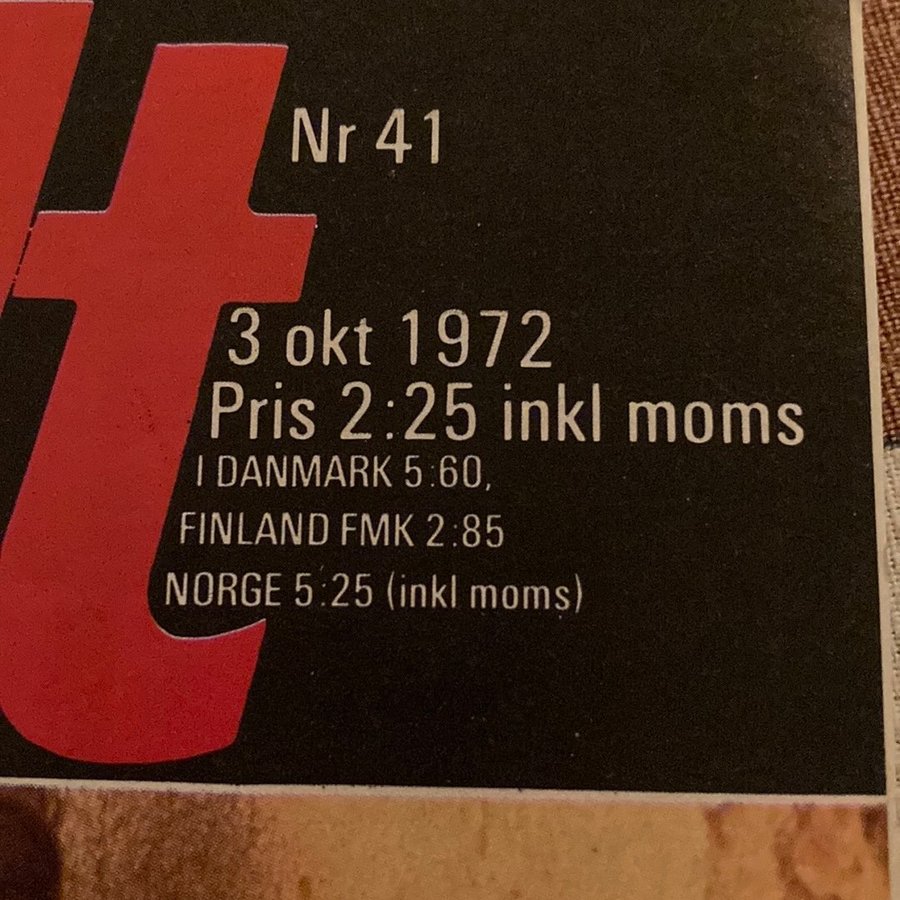 t
Nr 41
3 okt 1972
Pris 2:25 inkl moms
I DANMARK 5:60,
FINLAND FMK 2:85
NORGE 5:25 (inkl moms)